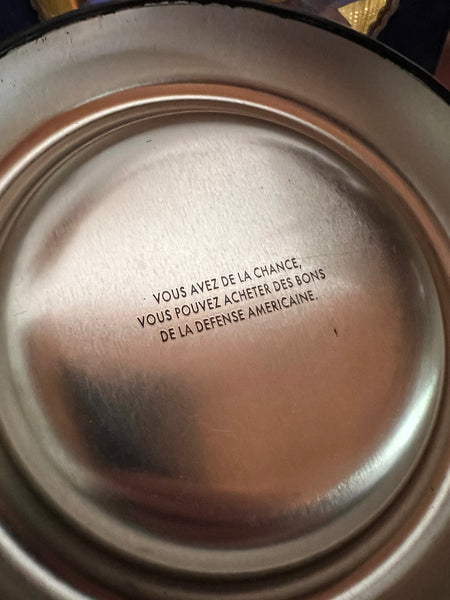 VOUS AVEZ DE LA CHANCE,
VOUS POUVEZ ACHETER DES BONS
DE LA DEFENSE AMERICAINE.